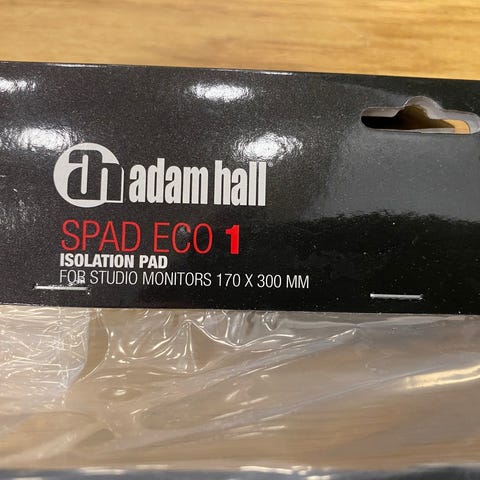 ah adam hall
SPAD ECO 1
ISOLATION PAD
FOR STUDIO MONITORS 170 X 300 MM